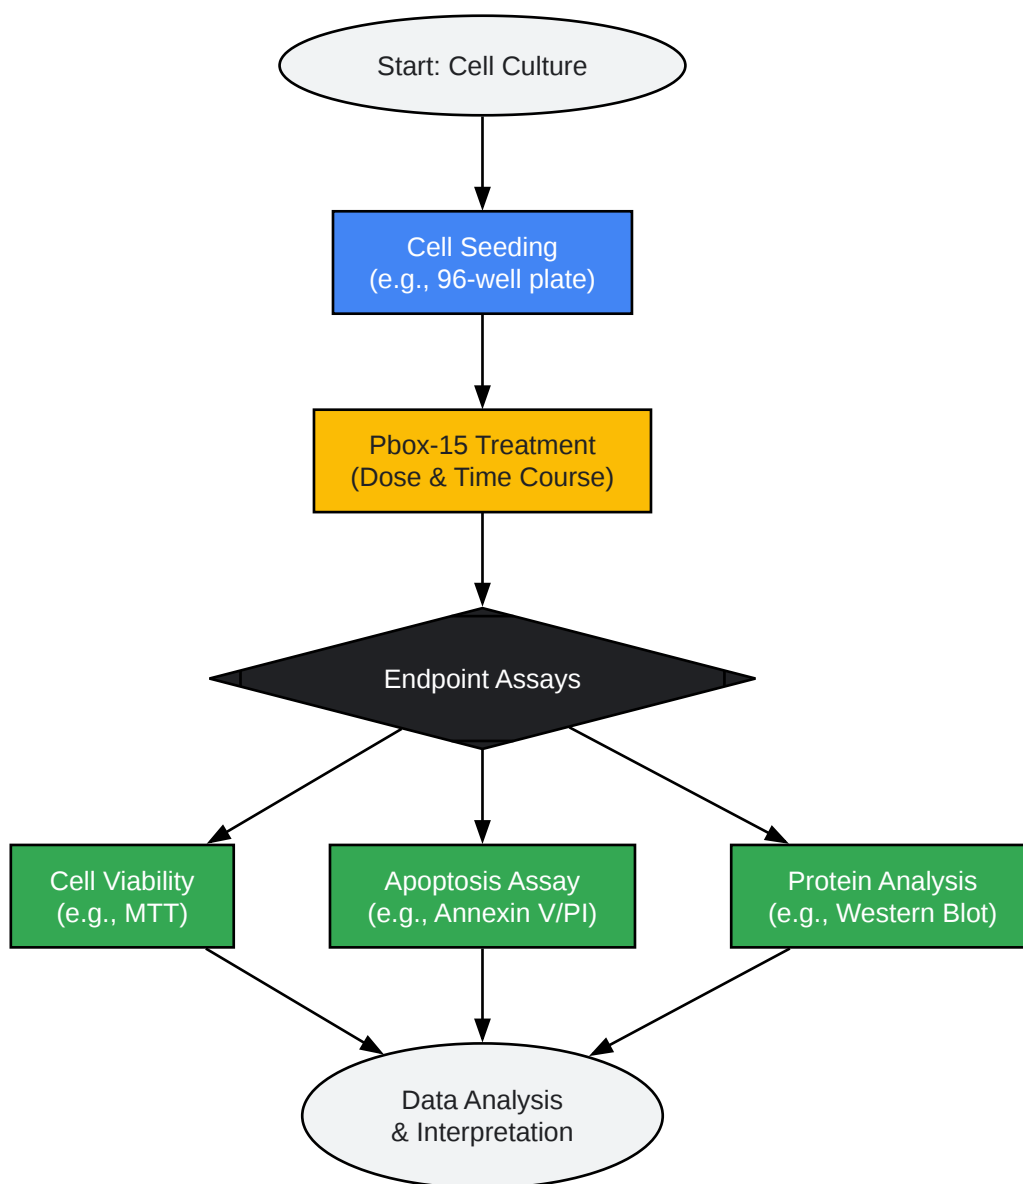 Start: Cell Culture
Cell Seeding
(e.g., 96-well plate)
Pbox-15 Treatment
(Dose & Time Course)
Endpoint Assays
Cell Viability
(e.g., MTT)
Apoptosis Assay
(e.g., Annexin V/PI)
Protein Analysis
(e.g., Western Blot)
Data Analysis
& Interpretation